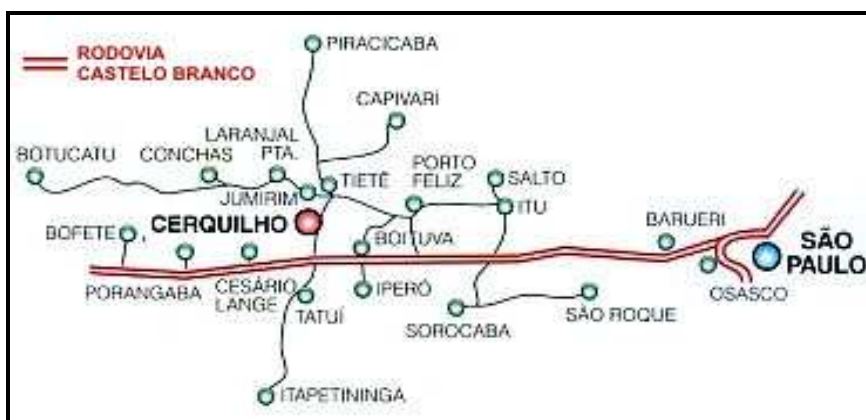 RODOVIA
CASTELO BRANCO
PIRACICABA
CAPIVARI
LARANJAL
PTA.
BOTUCATU
CONCHAS
TIETÊ
PORTO
FELIZ
SALTO
JUMIRIM
ITU
CERQUILHO
BARUERI
BOFETE
BOITUVA
SÃO
PAULO
PORANGABA
CESÁRIO
LANGE
IPERÓ
OSASCO
TATUÍ
SOROCABA
SÃO ROQUE
ITAPETININGA